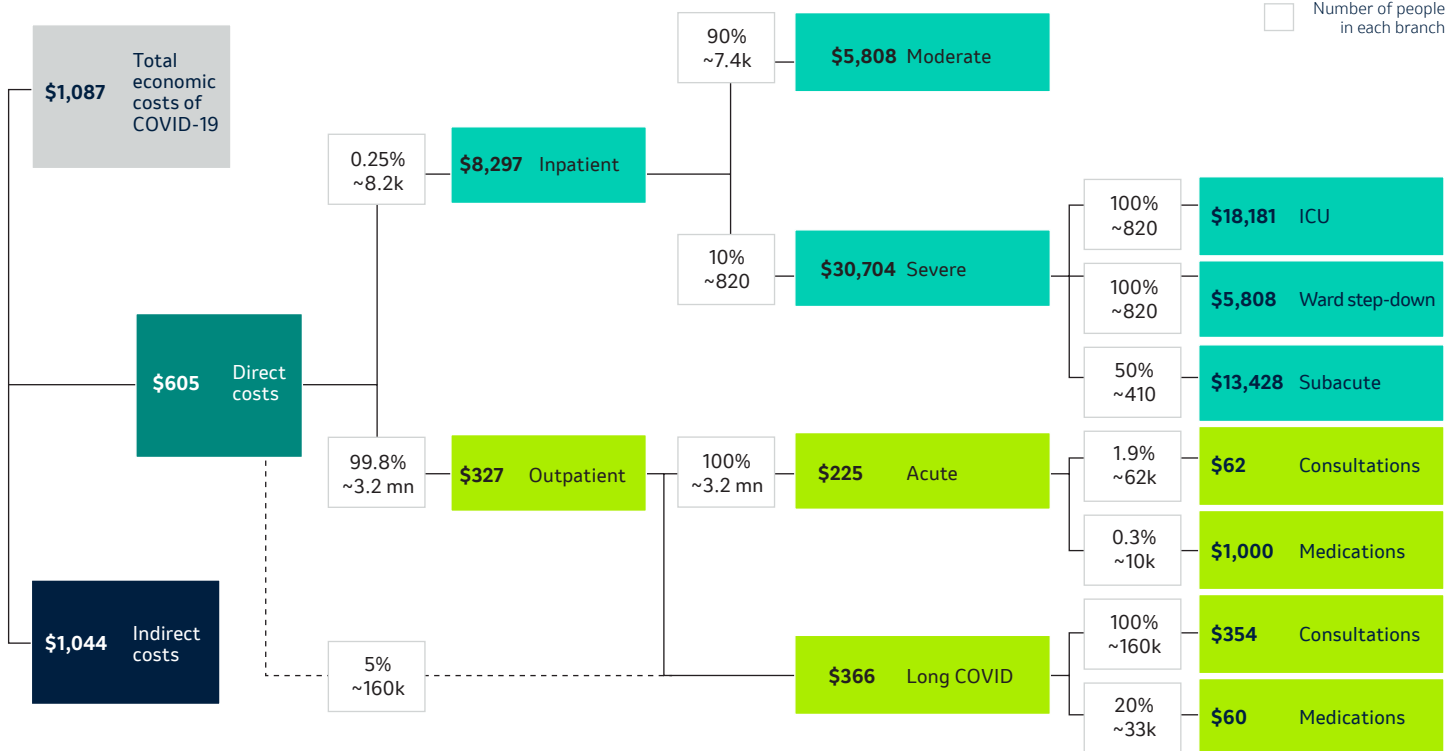 Number of people
in each branch
$1,087
Total
economic
costs of
COVID-19
$605
Direct
costs
$1,044
Indirect
costs
0.25%
~8.2k
$8,297 Inpatient
90%
~7.4k
$5,808 Moderate
10%
~820
$30,704 Severe
100%
~820
$18,181 ICU
100%
~820
$5,808 Ward step-down
50%
~410
$13,428 Subacute
99.8%
~3.2 mn
$327 Outpatient
100%
~3.2 mn
$225 Acute
1.9%
~62k
$62 Consultations
0.3%
~10k
$1,000 Medications
5%
~160k
$366 Long COVID
100%
~160k
$354 Consultations
20%
~33k
$60 Medications